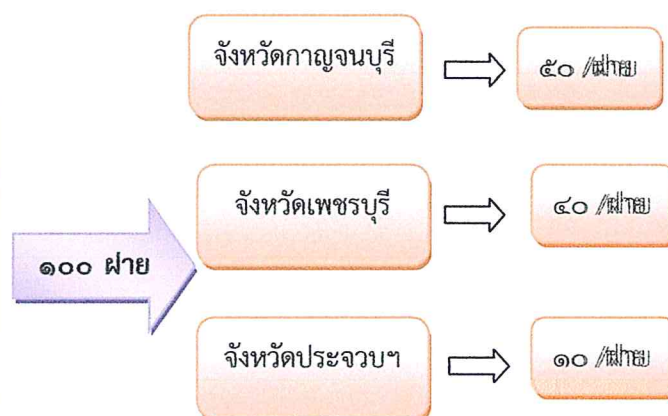 จังหวัดกาญจนบุรี
๕๐ /ฝาย
จังหวัดเพชรบุรี
๔๐ /ฝาย
๑๐๐ ฝาย
จังหวัดประจวบฯ
๑๐ /ฝาย